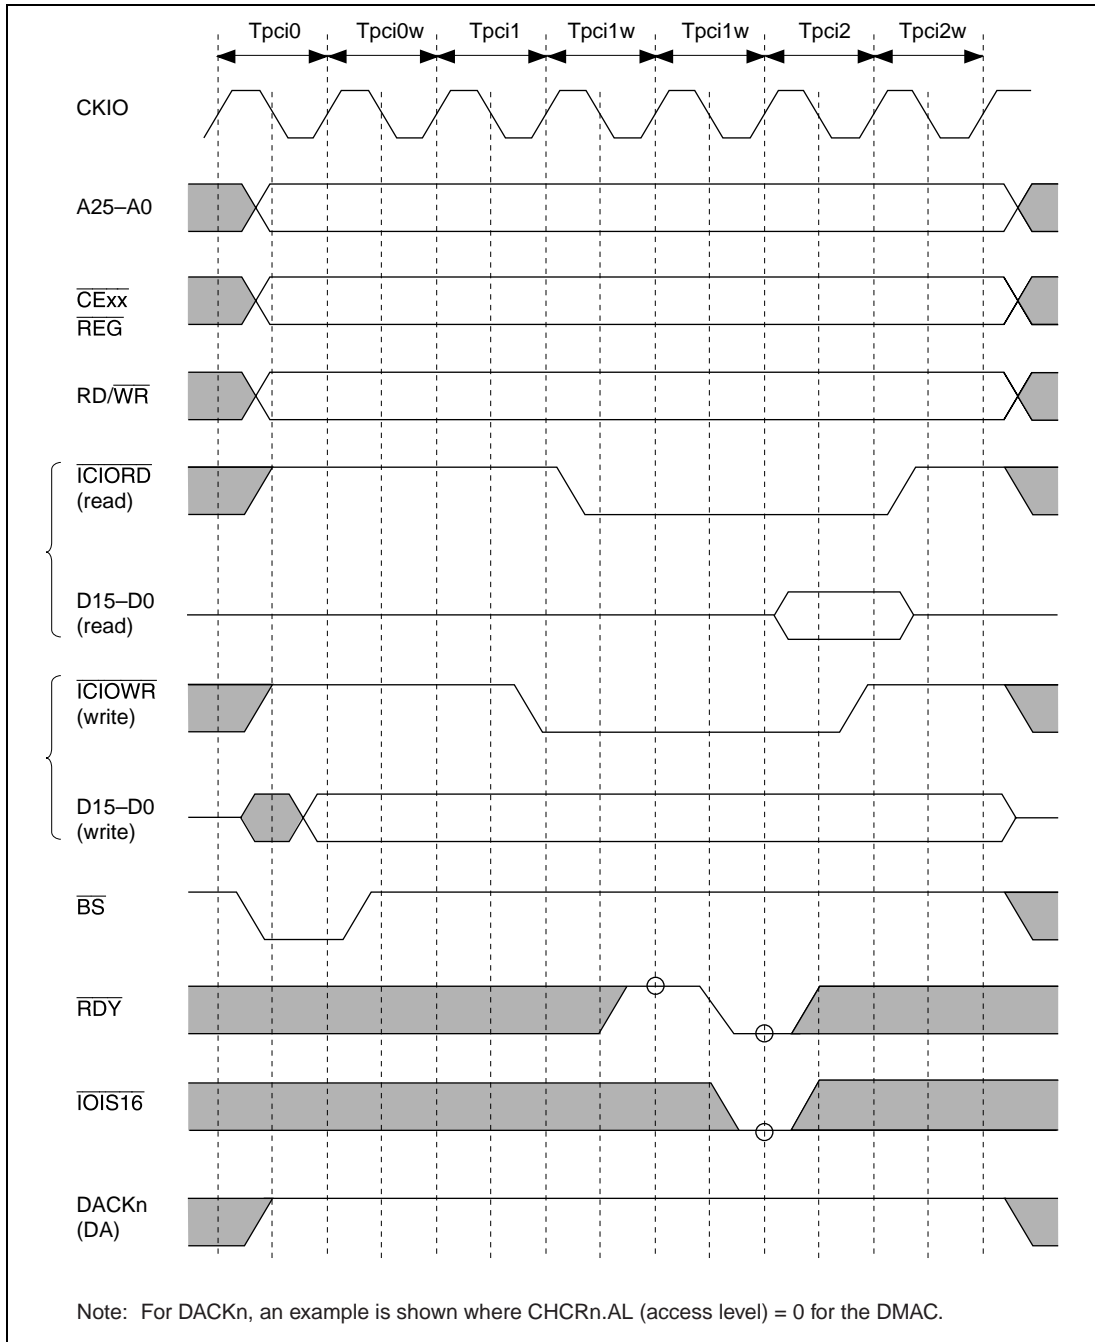 Tpci0 Tpci0w Tpci1 Tpci1w Tpci1w Tpci2 Tpci2w
CKIO
A25–A0
CExx
REG
RD/WR
ICIORD
(read)
D15–D0
(read)
ICIOWR
(write)
D15–D0
(write)
BS
RDY
IOIS16
DACKn
(DA)
Note: For DACKn, an example is shown where CHCRn.AL (access level) = 0 for the DMAC.